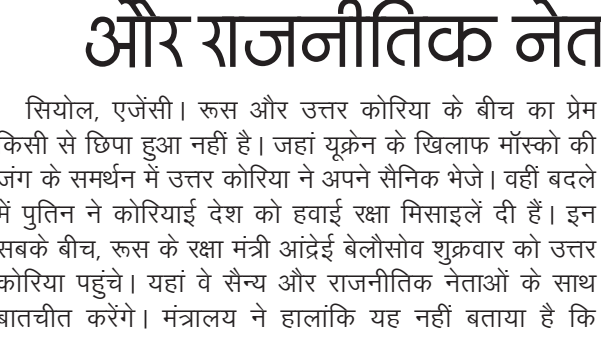 और राजनीतिक नेत
सियोल, एजेंसी। रूस और उत्तर कोरिया के बीच का प्रेम
किसी से छिपा हुआ नहीं है। जहां यूक्रेन के खिलाफ मॉस्को की
जंग के समर्थन में उत्तर कोरिया ने अपने सैनिक भेजे। वहीं बदले
में पुतिन ने कोरियाई देश को हवाई रक्षा मिसाइलें दी हैं। इन
सबके बीच, रूस के रक्षा मंत्री आंद्रेई बेलौसोव शुक्रवार को उत्तर
कोरिया पहुंचे। यहां वे सैन्य और राजनीतिक नेताओं के साथ
बातचीत करेंगे। मंत्रालय ने हालांकि यह नहीं बताया है कि